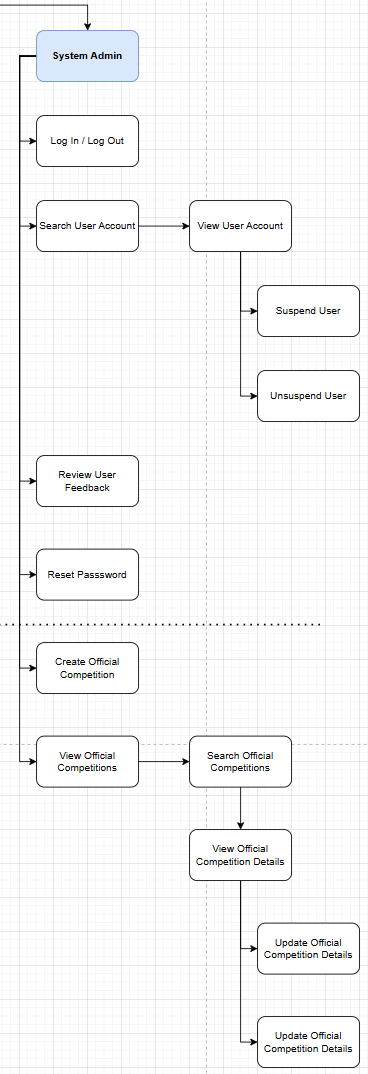 System Admin
Log In / Log Out
Search User Account
View User Account
Suspend User
Unsuspend User
Review User
Feedback
Reset Passsword
Create Official
Competition
View Official
Competitions
Search Official
Competitions
View Official
Competition Details
Update Official
Competition Details
Update Official
Competition Details